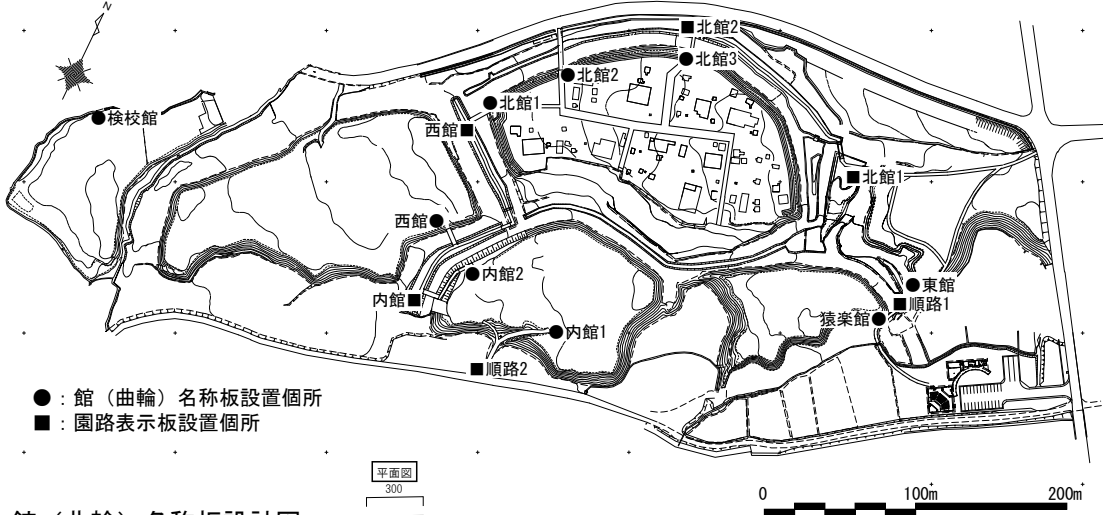 N
■北館2
●北館3
●北館2
●北館1
西館■
●検校館
■北館1
西館●
●内館2
●東館
内館■
■順路1
猿楽館●
●内館1
■順路2
●：館（曲輪）名称板設置個所
■：園路表示板設置個所
平面図
300
0 100m 200m